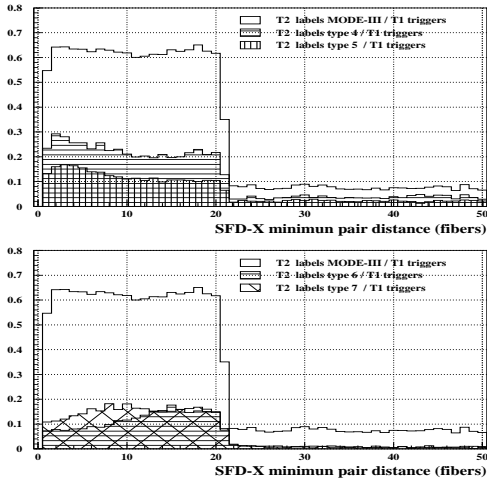 0.8
0.7
0.6
0.5
0.4
0.3
0.2
0.1
0
T2 labels MODE-III / T1 triggers
T2 labels type 4 / T1 triggers
T2 labels type 5 / T1 triggers
0 10 20 30 40 50
SFD-X minimun pair distance (fibers)
0.8
0.7
0.6
0.5
0.4
0.3
0.2
0.1
0
T2 labels MODE-III / T1 triggers
T2 labels type 6 / T1 triggers
T2 labels type 7 / T1 triggers
0 10 20 30 40 50
SFD-X minimun pair distance (fibers)